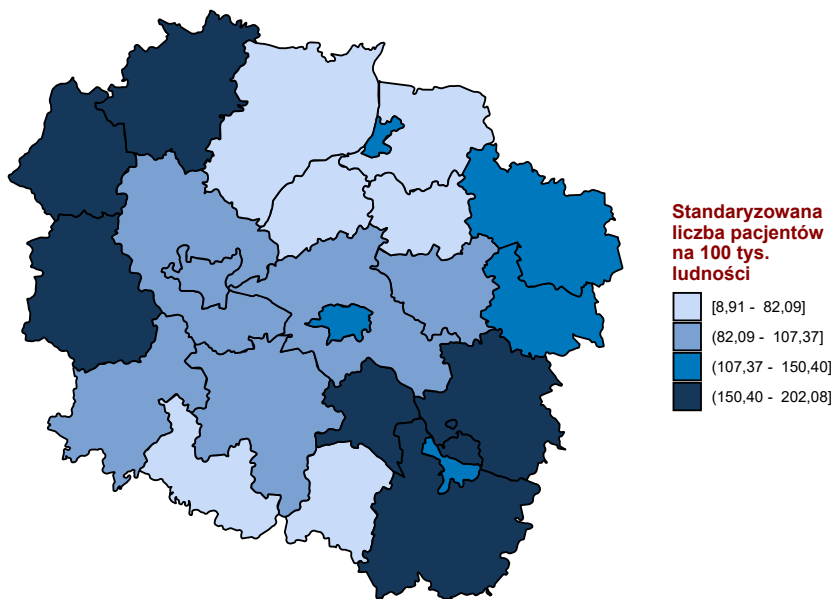 Standaryzowana
liczba pacjentów
na 100 tys.
ludności
[8,91 - 82,09]
(82,09 - 107,37]
(107,37 - 150,40]
(150,40 - 202,08]